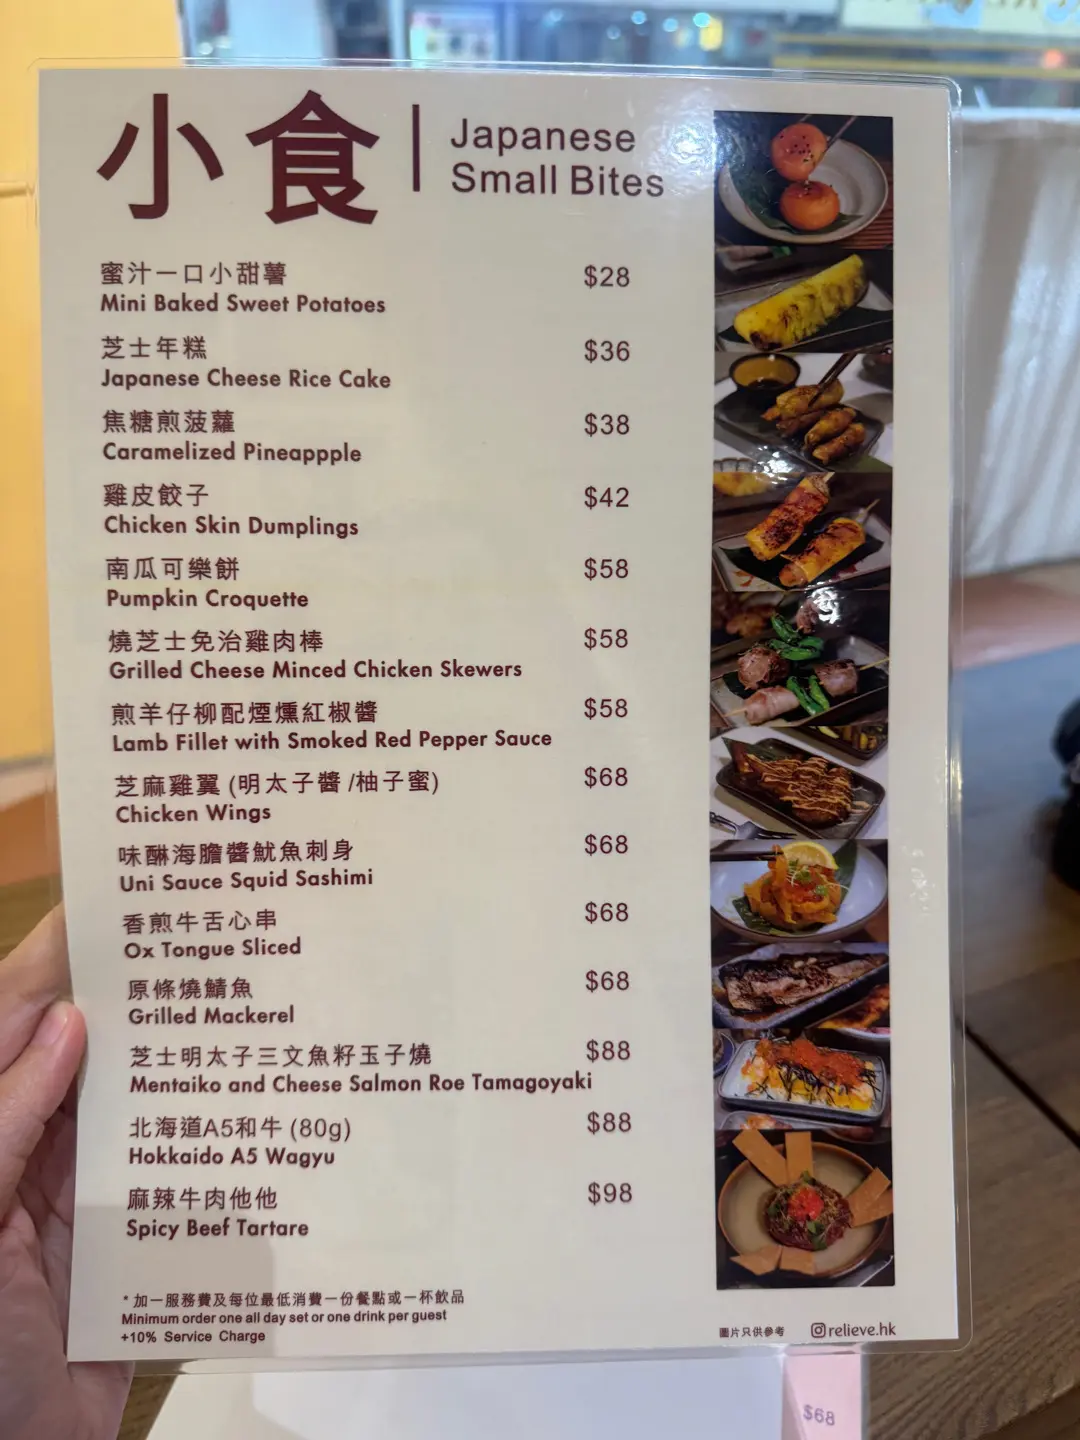 小食
Japanese
Small Bites
蜜汁一口小甜薯 $28
Mini Baked Sweet Potatoes
芝士年糕 $36
Japanese Cheese Rice Cake
焦糖煎菠蘿 $38
Caramelized Pineappple
雞皮餃子 $42
Chicken Skin Dumplings
南瓜可樂餅 $58
Pumpkin Croquette
燒芝士免治雞肉棒 $58
Grilled Cheese Minced Chicken Skewers
煎羊仔柳配煙燻紅椒醬 $58
Lamb Fillet with Smoked Red Pepper Sauce
芝麻雞翼 (明太子醬 /柚子蜜) $68
Chicken Wings
味醂海膽醬魷魚刺身 $68
Uni Sauce Squid Sashimi
香煎牛舌心串 $68
Ox Tongue Sliced
原條燒鯖魚 $68
Grilled Mackerel
芝士明太子三文魚籽玉子燒 $88
Mentaiko and Cheese Salmon Roe Tamagoyaki
北海道A5和牛 (80g) $88
Hokkaido A5 Wagyu
麻辣牛肉他他 $98
Spicy Beef Tartare
* 加一服務費及每位最低消費一份餐點或一杯飲品
Minimum order one all day set or one drink per guest
+10% Service Charge
圖片只供參考 relieve.hk
$68